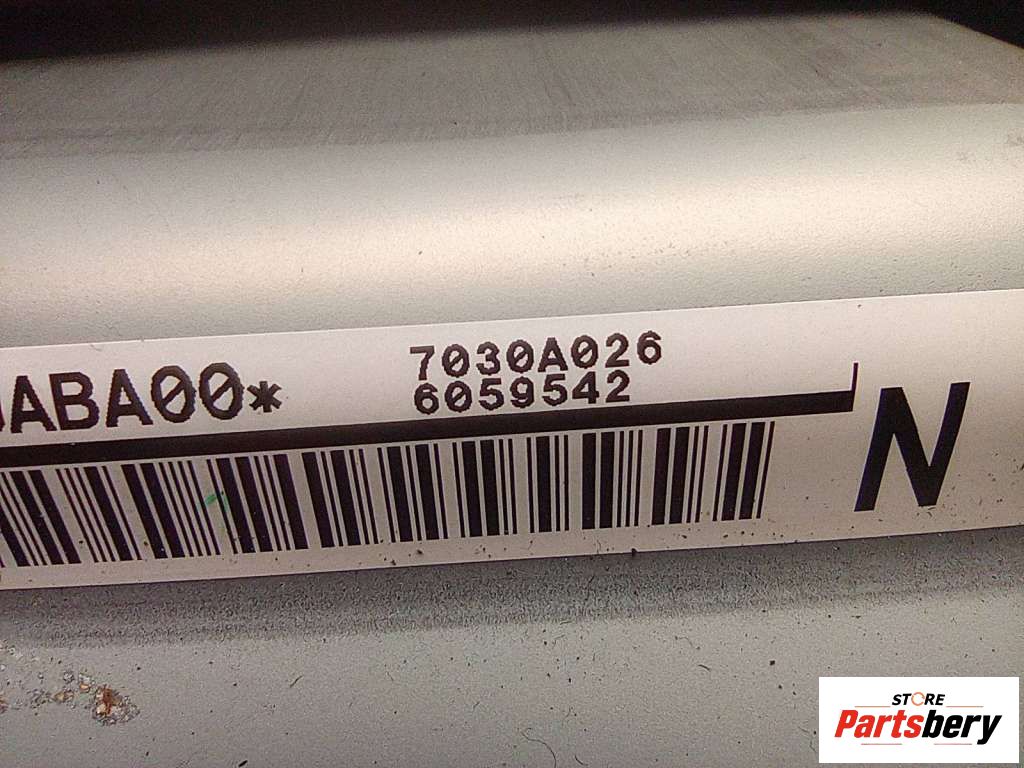 ABA00*
7030A026
6059542
N
STORE
Partsbery